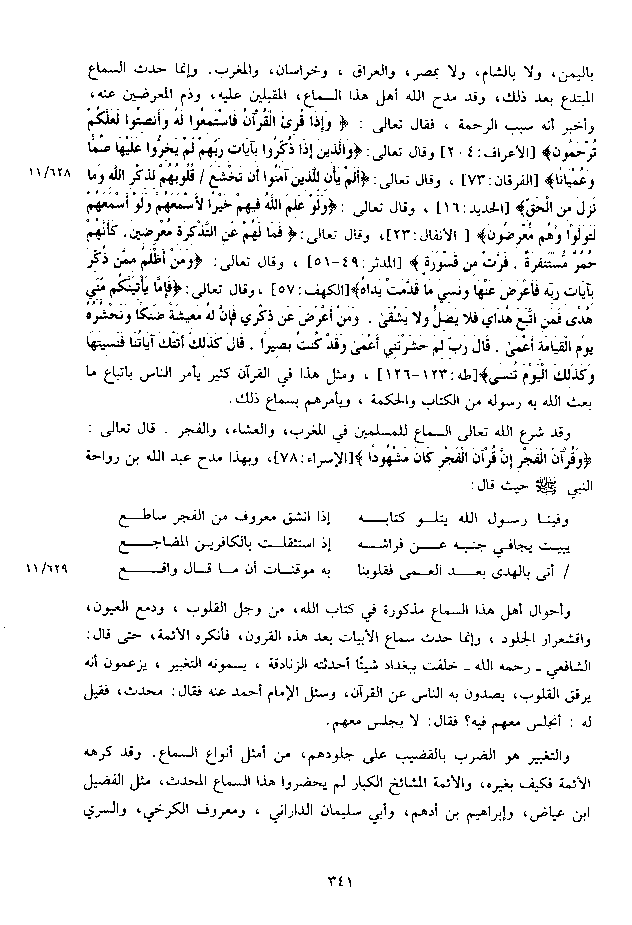 باليمن، ولا بالشام، ولا بمصر، والعراق ، وخراسان، والمغرب. وإنما حدث السماع
المبتدع بعد ذلك، وقد مدح الله أهل هذا السماع، المقبلين عليه، وذم المعرضين عنه،
وأخبر أنه سبب الرحمة ، فقال تعالى : ﴿ وَإِذَا قُرِئَ الْقُرْآنُ فَاسْتَمِعُوا لَهُ وَأَنصِتُوا لَعَلَّكُمْ
تُرْحَمُونَ﴾ [الأعراف:٢٠٤] وقال تعالى: ﴿وَالَّذِينَ إِذَا ذُكِّرُوا بِآيَاتِ رَبِّهِمْ لَمْ يَخِرُّوا عَلَيْهَا صُمًّا
وَعُمْيَانًا﴾ [الفرقان:٧٣] ، وقال تعالى: ﴿أَلَمْ يَأْنِ لِلَّذِينَ آمَنُوا أَن تَخْشَعَ / قُلُوبُهُمْ لِذِكْرِ اللَّهِ وَمَا ١١/٦٢٨
نَزَلَ مِنَ الْحَقِّ﴾ [الحديد:١٦] ، وقال تعالى :﴿وَلَوْ عَلِمَ اللَّهُ فِيهِمْ خَيْرًا لَّأَسْمَعَهُمْ وَلَوْ أَسْمَعَهُمْ
لَتَوَلَّوا وَّهُم مُّعْرِضُونَ﴾ [ الأنفال:٢٣]، وقال تعالى:﴿ فَمَا لَهُمْ عَنِ التَّذْكِرَةِ مُعْرِضِينَ. كَأَنَّهُمْ
حُمُرٌ مُّسْتَنفِرَةٌ . فَرَّتْ مِن قَسْوَرَةٍ ﴾ [المدثر:٤٩-٥١] ، وقال تعالى: ﴿وَمَنْ أَظْلَمُ مِمَّن ذُكِّرَ
بِآيَاتِ رَبِّهِ فَأَعْرَضَ عَنْهَا وَنَسِيَ مَا قَدَّمَتْ يَدَاهُ﴾[الكهف:٥٧] ، وقال تعالى:﴿فَإِمَّا يَأْتِيَنَّكُم مِّنِّي
هُدًى فَمَنِ اتَّبَعَ هُدَايَ فَلَا يَضِلُّ وَلَا يَشْقَىٰ . وَمَنْ أَعْرَضَ عَن ذِكْرِي فَإِنَّ لَهُ مَعِيشَةً ضَنكًا وَنَحْشُرُهُ
يَوْمَ الْقِيَامَةِ أَعْمَىٰ . قَالَ رَبِّ لِمَ حَشَرْتَنِي أَعْمَىٰ وَقَدْ كُنتُ بَصِيرًا . قَالَ كَذَٰلِكَ أَتَتْكَ آيَاتُنَا فَنَسِيتَهَا
وَكَذَٰلِكَ الْيَوْمَ تُنسَىٰ﴾[طه:١٢٣-١٢٦] ، ومثل هذا في القرآن كثير يأمر الناس باتباع ما
بعث الله به رسوله من الكتاب والحكمة ، ويأمرهم بسماع ذلك.
وقد شرع الله تعالى السماع للمسلمين في المغرب، والعشاء، والفجر . قال تعالى :
﴿وَقُرْآنَ الْفَجْرِ إِنَّ قُرْآنَ الْفَجْرِ كَانَ مَشْهُودًا ﴾[الإسراء:٧٨]، وبهذا مدح عبد الله بن رواحة
النبي ﷺ حيث قال:
وفينا رسول الله يتلو كتابه إذا انشق معروف من الفجر ساطع
يبيت يجافي جنبه عن فراشه إذ استثقلت بالكافرين المضاجع
/ أتى بالهدى بعد العمى فقلوبنا به موقنات أن ما قال واقع ١١/٦٢٩
وأحوال أهل هذا السماع مذكورة في كتاب الله، من وجل القلوب ، ودمع العيون،
واقشعرار الجلود ، وإنما حدث سماع الأبيات بعد هذه القرون، فأنكره الأئمة، حتى قال:
الشافعي ـ رحمه الله ـ خلفت ببغداد شيئًا أحدثته الزنادقة ، يسمونه التغبير ، يزعمون أنه
يرقق القلوب، يصدون به الناس عن القرآن، وسئل الإمام أحمد عنه فقال: محدث، فقيل
له : أنجلس معهم فيه؟ فقال: لا يجلس معهم.
والتغبير هو الضرب بالقضيب على جلودهم، من أمثل أنواع السماع. وقد كرهه
الأئمة فكيف بغيره، والأئمة المشائخ الكبار لم يحضروا هذا السماع المحدث، مثل الفضيل
ابن عياض، وإبراهيم بن أدهم، وأبي سليمان الداراني ، ومعروف الكرخي، والسري
٣٤١